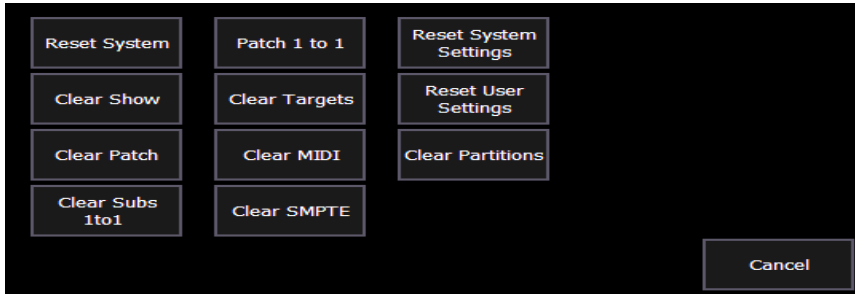 Reset System
Patch 1 to 1
Reset System
Settings
Clear Show
Clear Targets
Reset User
Settings
Clear Patch
Clear MIDI
Clear Partitions
Clear Subs
1to1
Clear SMPTE
Cancel